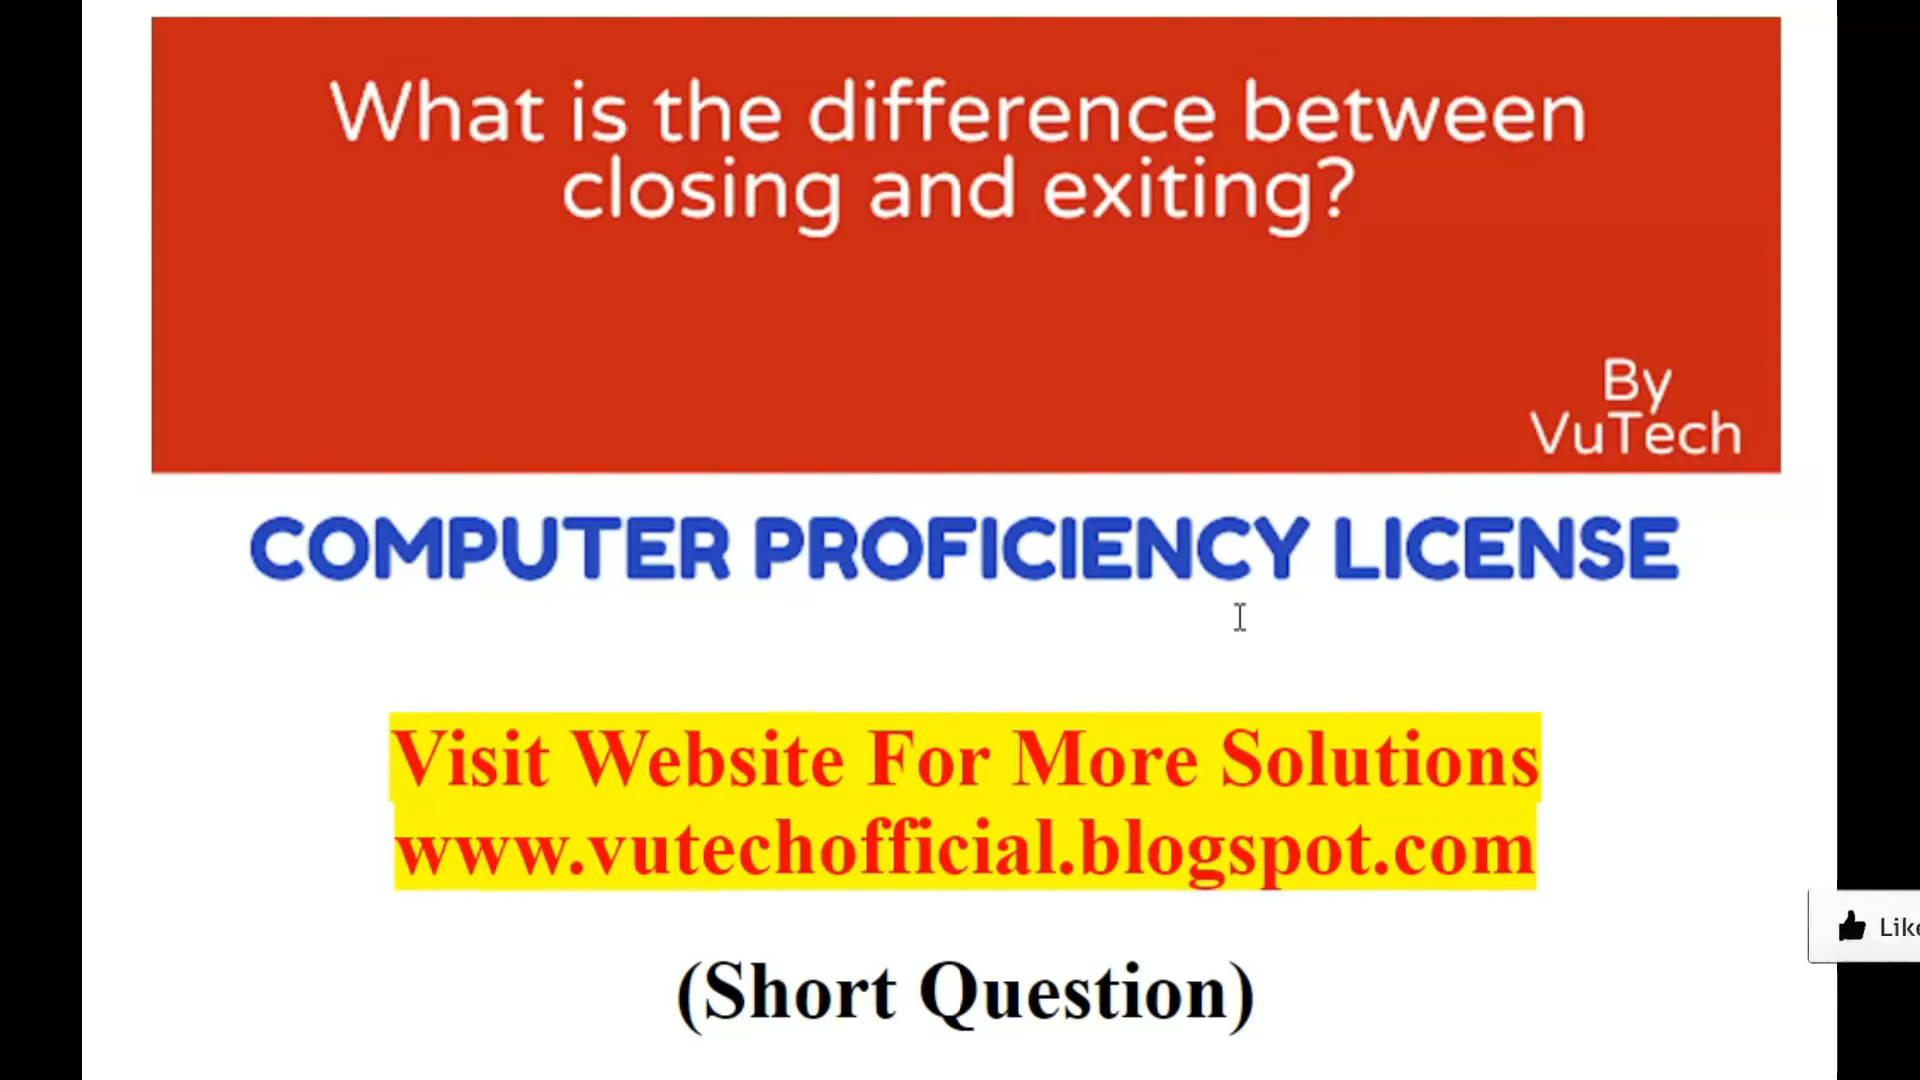 What is the difference between
closing and exiting?
By
VuTech
COMPUTER PROFICIENCY LICENSE
Visit Website For More Solutions
www.vutechofficial.blogspot.com
Like
(Short Question)